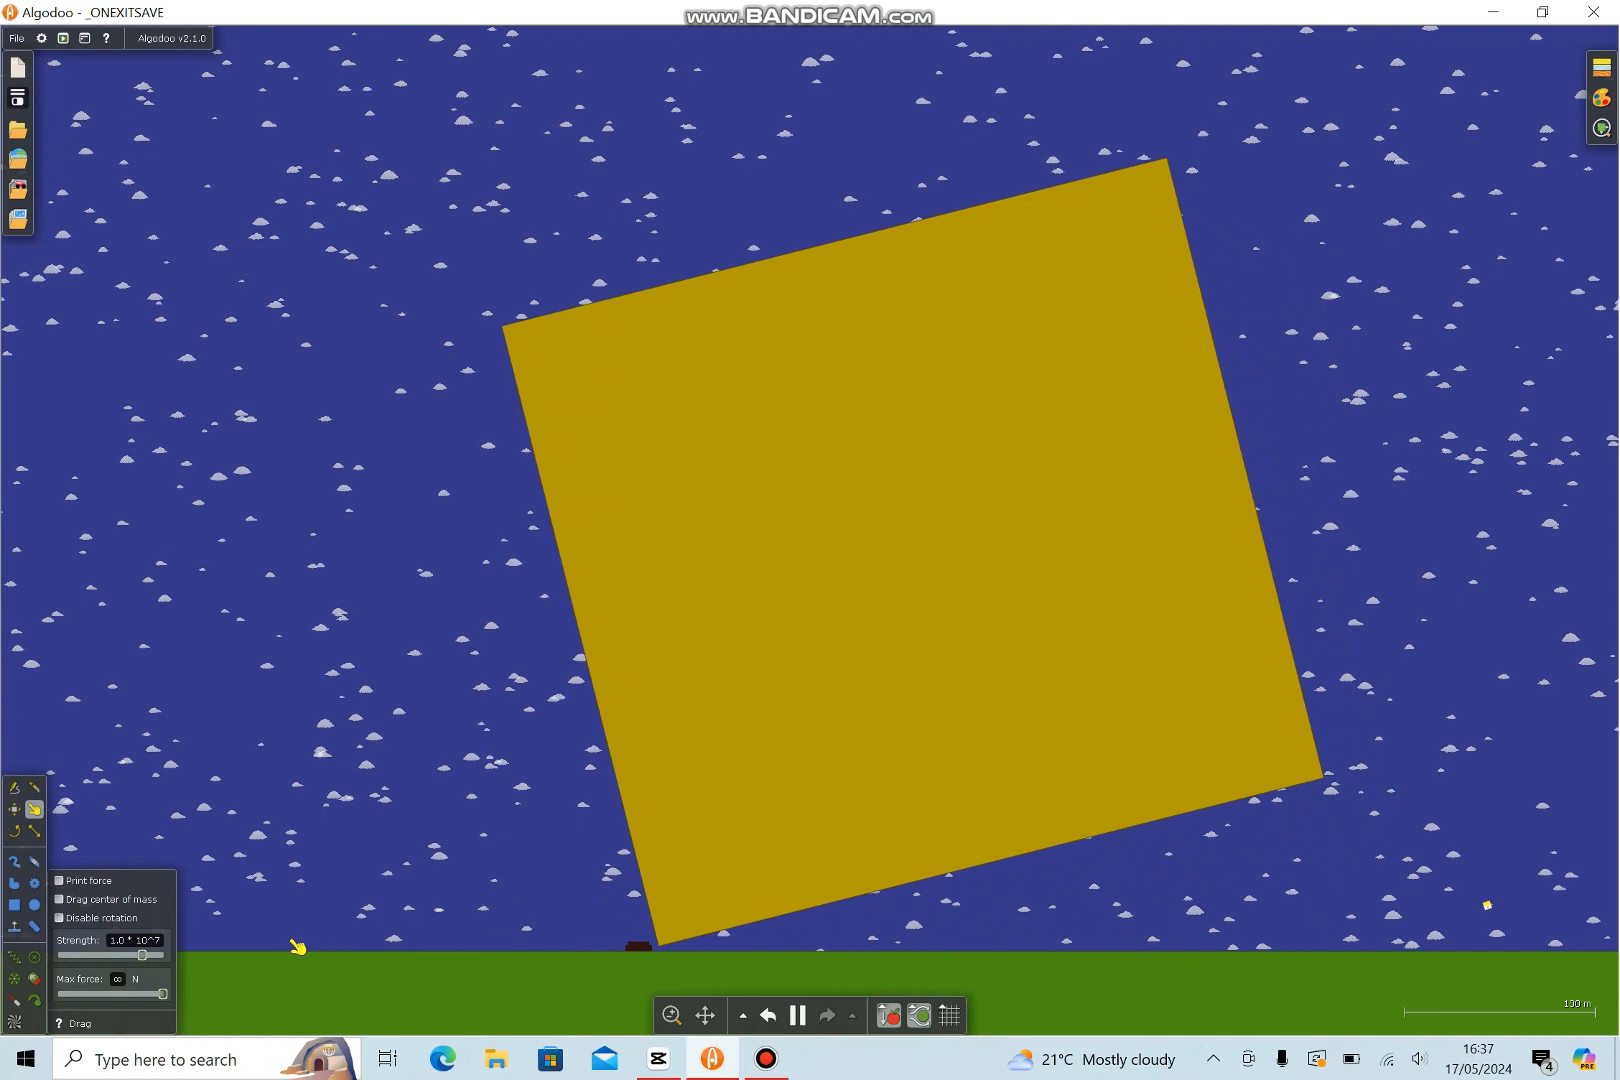 Algodoo - _ONEXITSAVE
www.BANDICAM.com
File
?
Algodoo v2.1.0
Print force
Drag center of mass
Disable rotation
Strength: 1.0 * 10^7
Max force: ∞ N
? Drag
100 m
Type here to search
21°C Mostly cloudy
16:37
17/05/2024
4
PRE